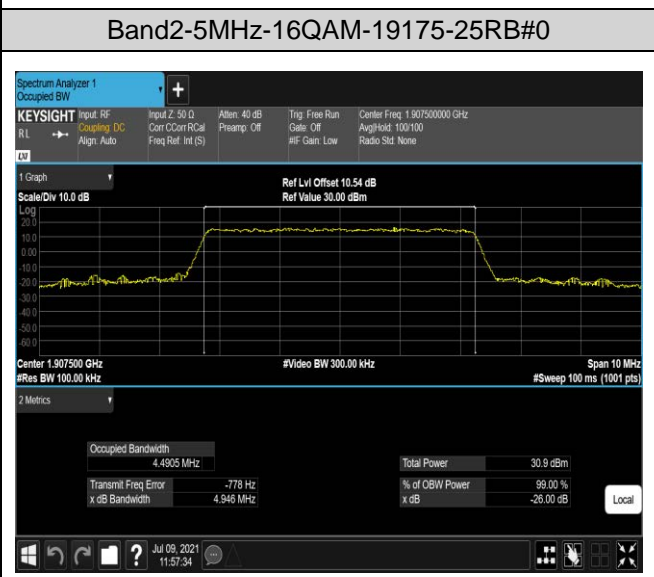 Band2-5MHz-16QAM-19175-25RB#0
Spectrum Analyzer 1
Occupied BW
+
KEYSIGHT Input: RF Input Z: 50 Ω Atten: 40 dB Trig: Free Run Center Freq: 1.907500000 GHz
RL Coupling: DC Corr CCorr RCal Preamp: Off Gate: Off Avg|Hold: 100/100
Align: Auto Freq Ref: Int (S) #IF Gain: Low Radio Std: None
LXI
1 Graph Ref Lvl Offset 10.54 dB
Scale/Div 10.0 dB Ref Value 30.00 dBm
Log
20.0
10.0
0.00
-10.0
-20.0
-30.0
-40.0
-50.0
-60.0
Center 1.907500 GHz #Video BW 300.00 kHz Span 10 MHz
#Res BW 100.00 kHz #Sweep 100 ms (1001 pts)
2 Metrics
Occupied Bandwidth
4.4905 MHz Total Power 30.9 dBm
Transmit Freq Error -778 Hz % of OBW Power 99.00 %
x dB Bandwidth 4.946 MHz x dB -26.00 dB
Local
? Jul 09, 2021
11:57:34